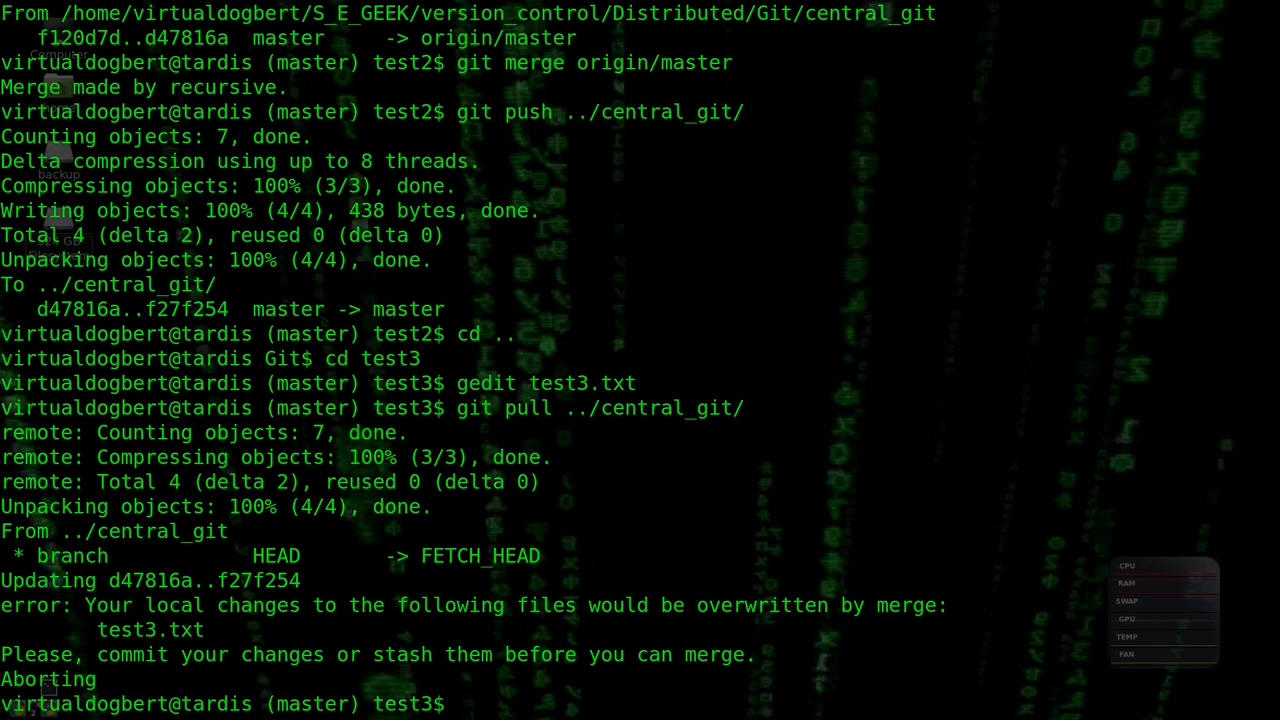 From /home/virtualdogbert/S_E_GEEK/version_control/Distributed/Git/central_git
   f120d7d..d47816a  master     -> origin/master
virtualdogbert@tardis (master) test2$ git merge origin/master
Merge made by recursive.
virtualdogbert@tardis (master) test2$ git push ../central_git/
Counting objects: 7, done.
Delta compression using up to 8 threads.
Compressing objects: 100% (3/3), done.
Writing objects: 100% (4/4), 438 bytes, done.
Total 4 (delta 2), reused 0 (delta 0)
Unpacking objects: 100% (4/4), done.
To ../central_git/
   d47816a..f27f254  master -> master
virtualdogbert@tardis (master) test2$ cd ..
virtualdogbert@tardis Git$ cd test3
virtualdogbert@tardis (master) test3$ gedit test3.txt
virtualdogbert@tardis (master) test3$ git pull ../central_git/
remote: Counting objects: 7, done.
remote: Compressing objects: 100% (3/3), done.
remote: Total 4 (delta 2), reused 0 (delta 0)
Unpacking objects: 100% (4/4), done.
From ../central_git
 * branch            HEAD       -> FETCH_HEAD
Updating d47816a..f27f254
error: Your local changes to the following files would be overwritten by merge:
        test3.txt
Please, commit your changes or stash them before you can merge.
Aborting
virtualdogbert@tardis (master) test3$
Computer
backup
CPU
RAM
SWAP
GPU
TEMP
FAN